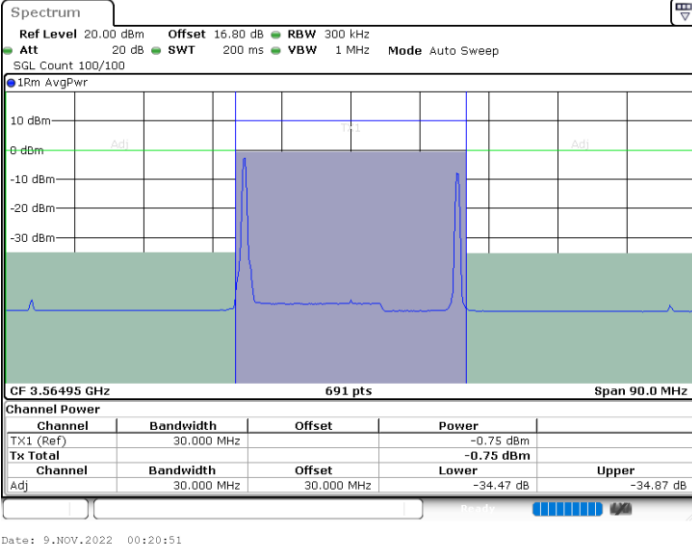 Spectrum
Ref Level 20.00 dBm Offset 16.80 dB RBW 300 kHz
Att 20 dB SWT 200 ms VBW 1 MHz Mode Auto Sweep
SGL Count 100/100
1Rm AvgPwr
10 dBm
TX1
0 dBm
Adj
Adj
-10 dBm
-20 dBm
-30 dBm
CF 3.56495 GHz 691 pts Span 90.0 MHz
Channel Power
Channel Bandwidth Offset Power
TX1 (Ref) 30.000 MHz -0.75 dBm
Tx Total -0.75 dBm
Channel Bandwidth Offset Lower Upper
Adj 30.000 MHz 30.000 MHz -34.47 dB -34.87 dB
Ready
Date: 9.NOV.2022 00:20:51